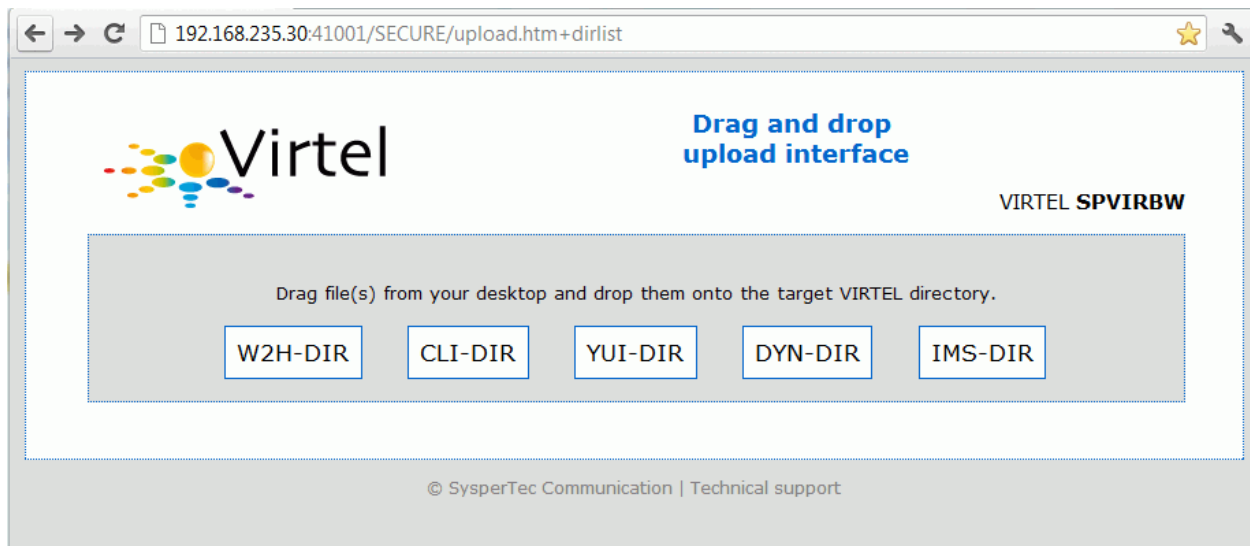 192.168.235.30:41001/SECURE/upload.htm+dirlist
Virtel
Drag and drop
upload interface
VIRTEL SPVIRBW
Drag file(s) from your desktop and drop them onto the target VIRTEL directory.
W2H-DIR CLI-DIR YUI-DIR DYN-DIR IMS-DIR
© SysperTec Communication | Technical support